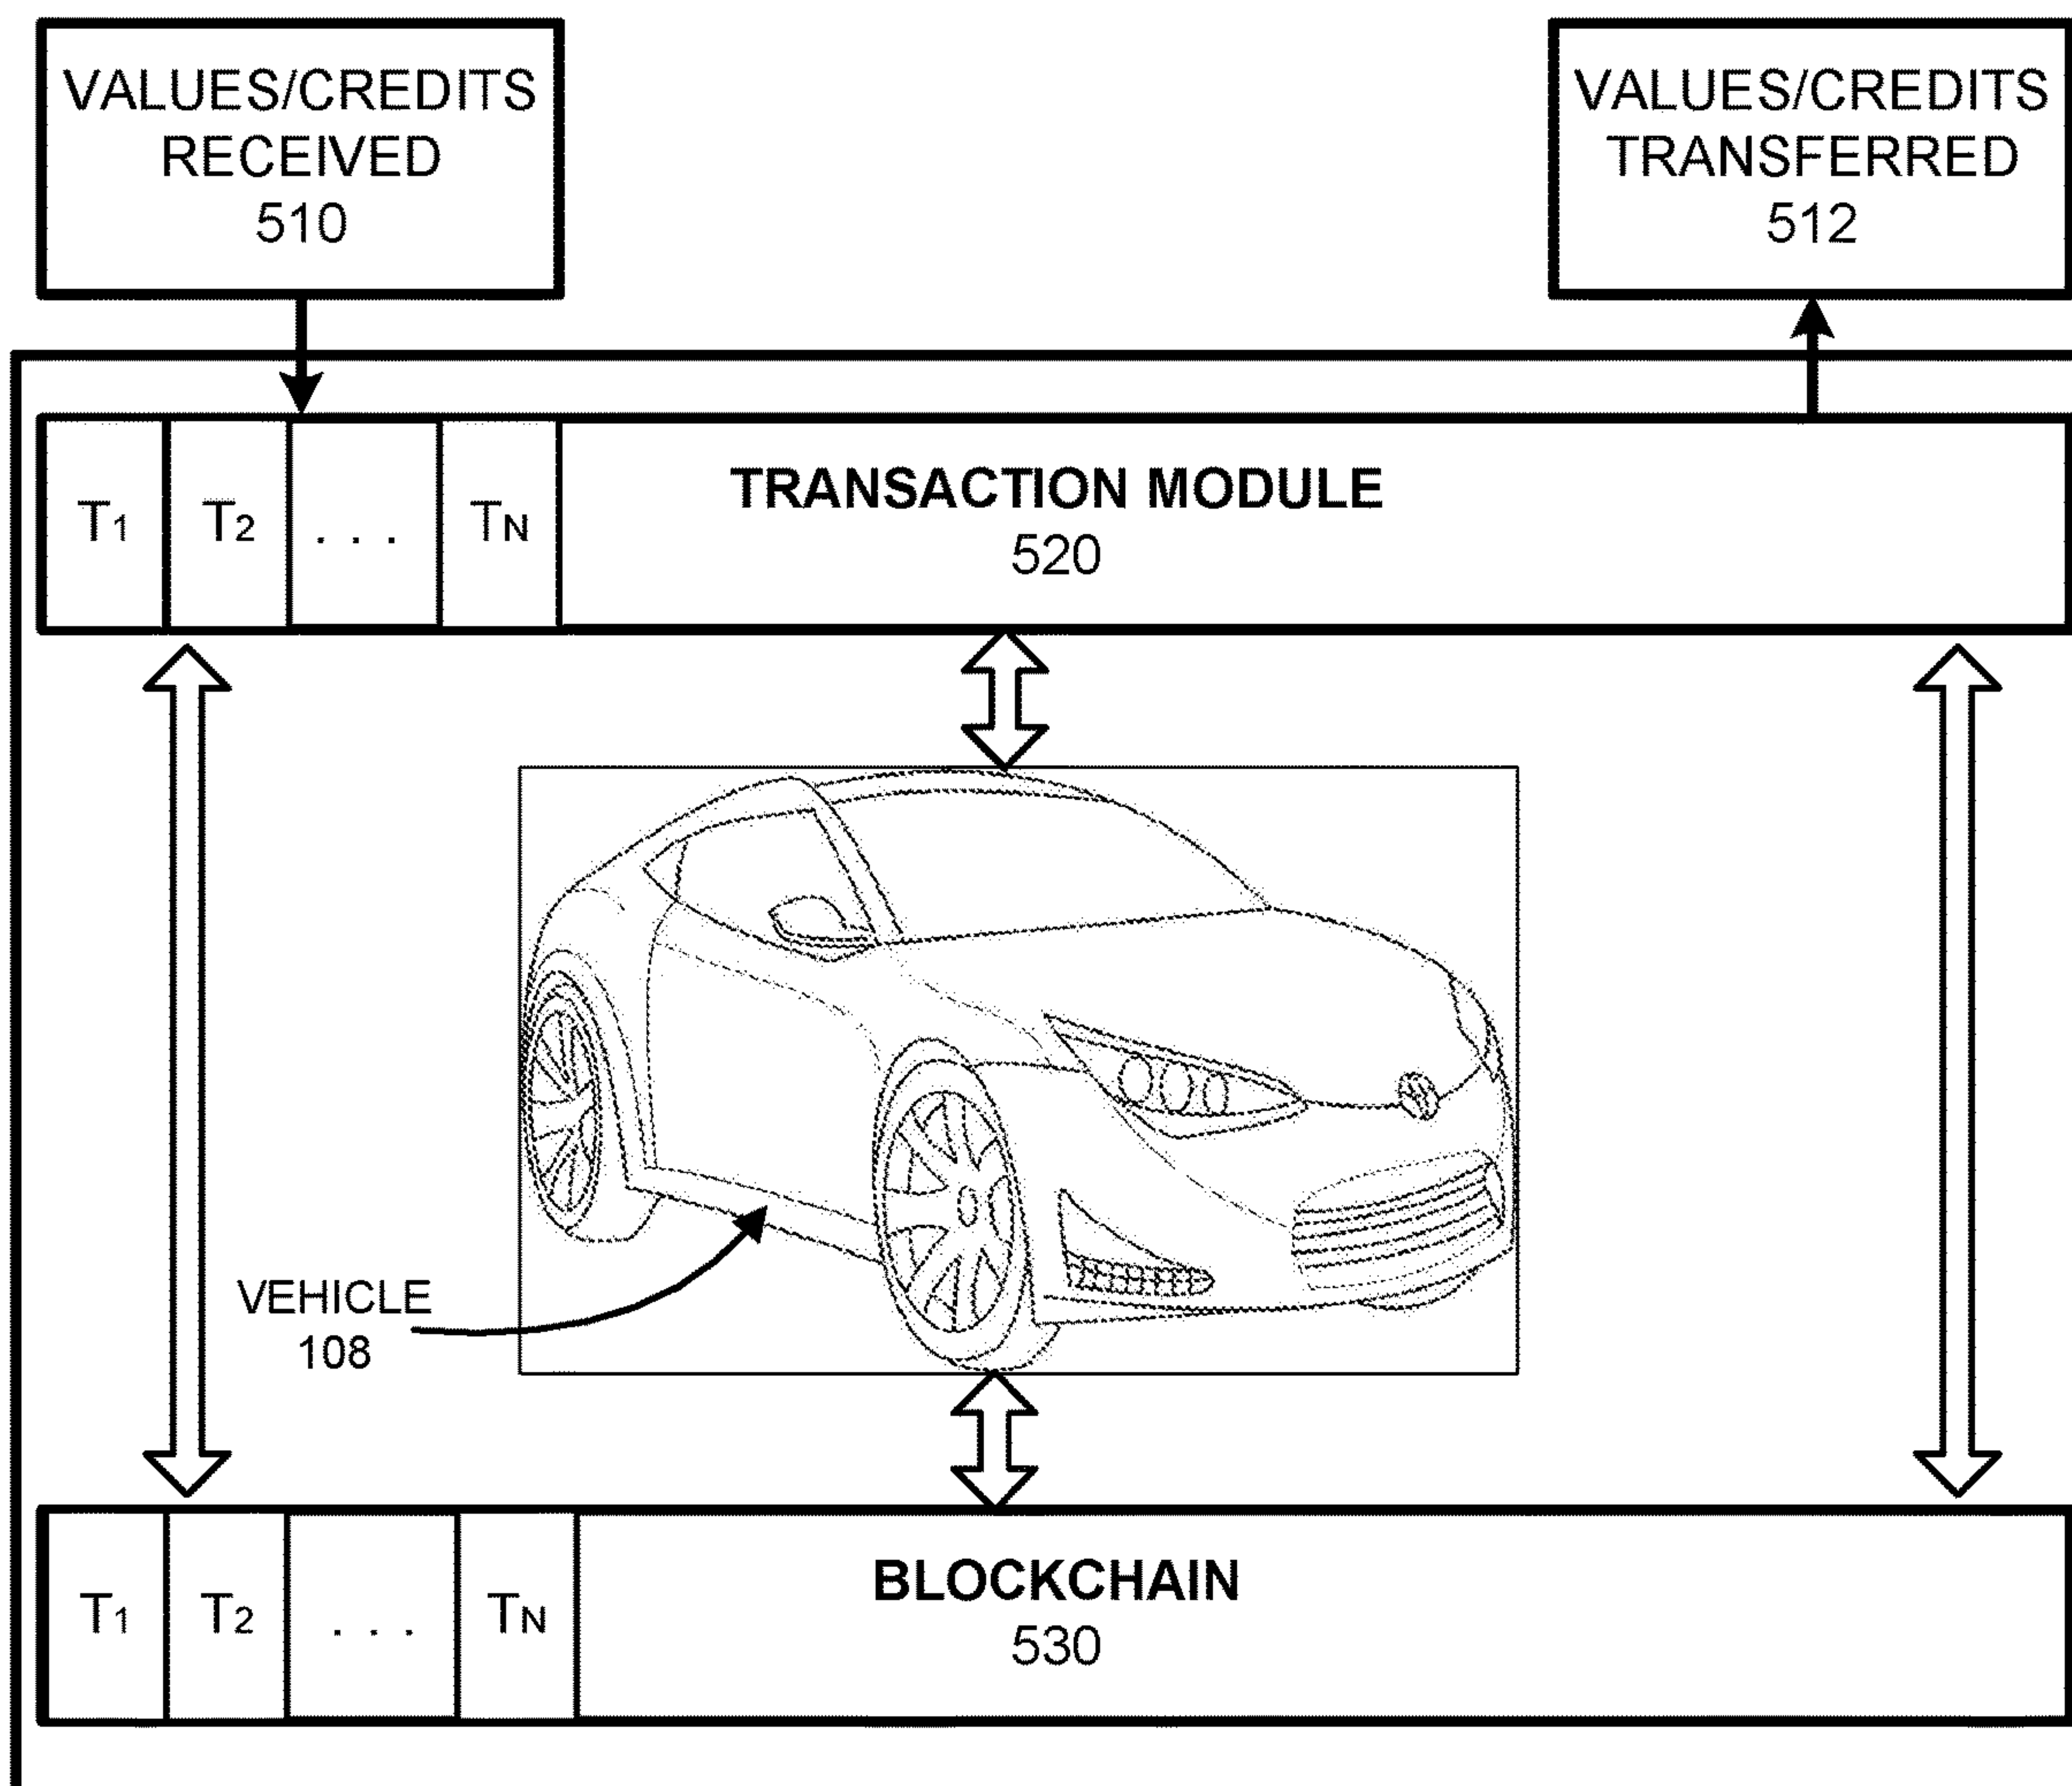 VALUES/CREDITS
RECEIVED
510
VALUES/CREDITS
TRANSFERRED
512
T1 T2 . . . TN
TRANSACTION MODULE
520
VEHICLE
108
T1 T2 . . . TN
BLOCKCHAIN
530